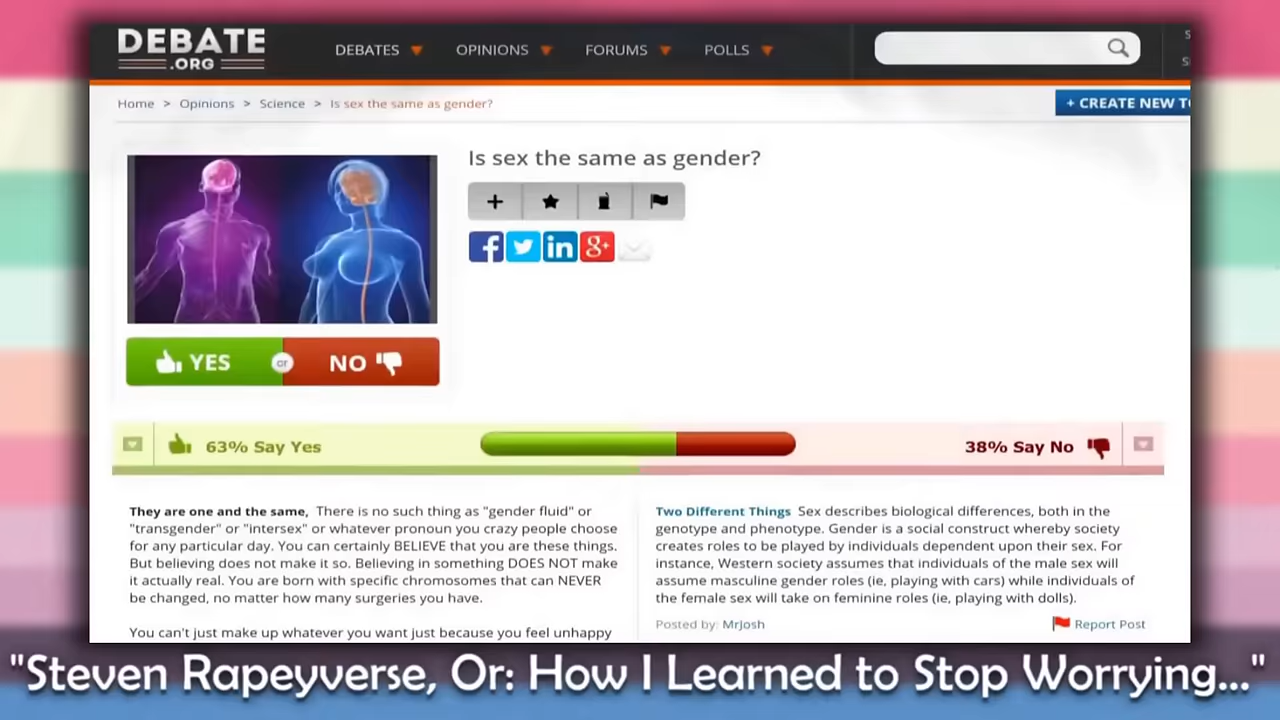 DEBATE
.ORG
DEBATES
OPINIONS
FORUMS
POLLS
S
S
Home > Opinions > Science > Is sex the same as gender?
+ CREATE NEW TO
Is sex the same as gender?
f in g+
YES or NO
63% Say Yes
38% Say No
They are one and the same, There is no such thing as "gender fluid" or
"transgender" or "intersex" or whatever pronoun you crazy people choose
for any particular day. You can certainly BELIEVE that you are these things.
But believing does not make it so. Believing in something DOES NOT make
it actually real. You are born with specific chromosomes that can NEVER
be changed, no matter how many surgeries you have.
You can't just make up whatever you want just because you feel unhappy
Two Different Things Sex describes biological differences, both in the
genotype and phenotype. Gender is a social construct whereby society
creates roles to be played by individuals dependent upon their sex. For
instance, Western society assumes that individuals of the male sex will
assume masculine gender roles (ie, playing with cars) while individuals of
the female sex will take on feminine roles (ie, playing with dolls).
Posted by: MrJosh
Report Post
"Steven Rapeyverse, Or: How I Learned to Stop Worrying..."